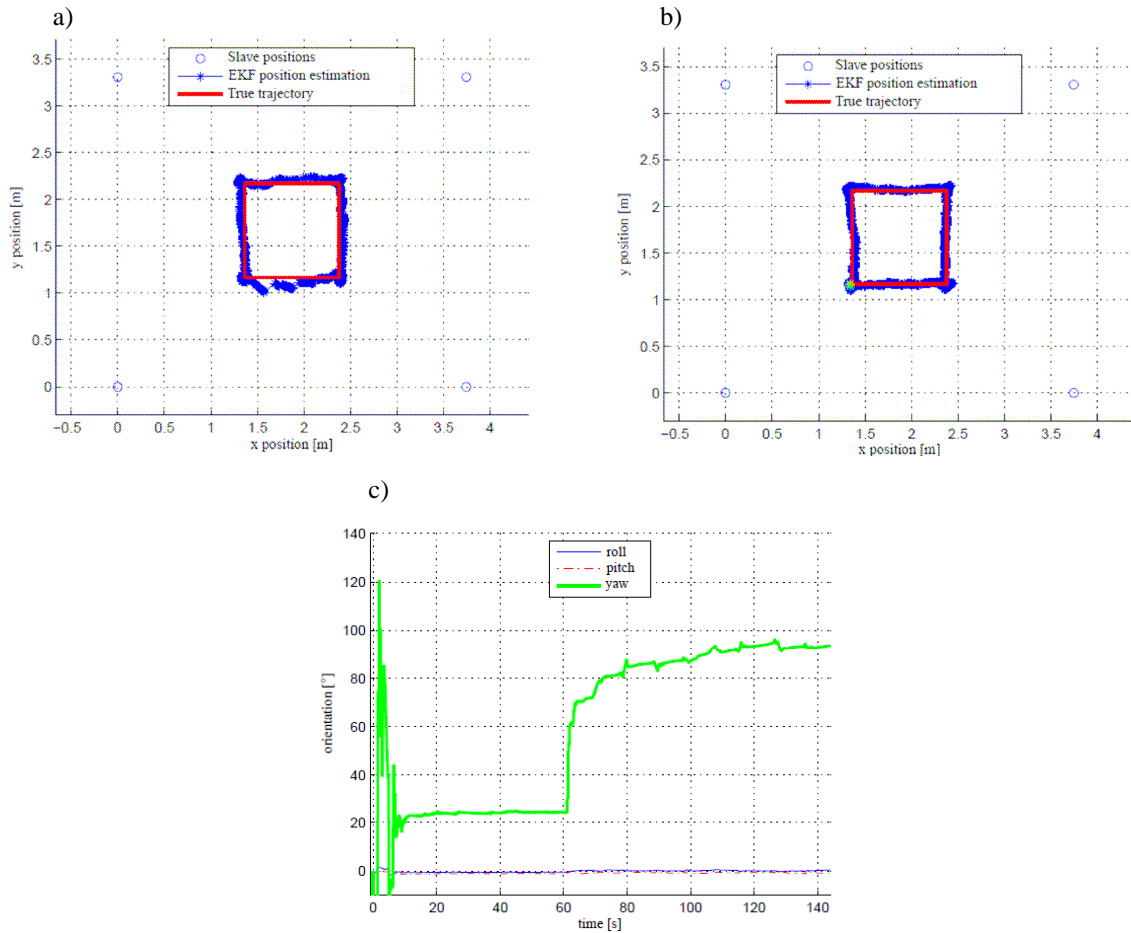 a)
Slave positions
EKF position estimation
True trajectory
3.5
3
2.5
2
1.5
1
0.5
0
y position [m]
−0.5 0 0.5 1 1.5 2 2.5 3 3.5 4
x position [m]
b)
Slave positions
EKF position estimation
True trajectory
3.5
3
2.5
2
1.5
1
0.5
0
y position [m]
−0.5 0 0.5 1 1.5 2 2.5 3 3.5 4
x position [m]
c)
roll
pitch
yaw
140
120
100
80
60
40
20
0
orientation [°]
0 20 40 60 80 100 120 140
time [s]